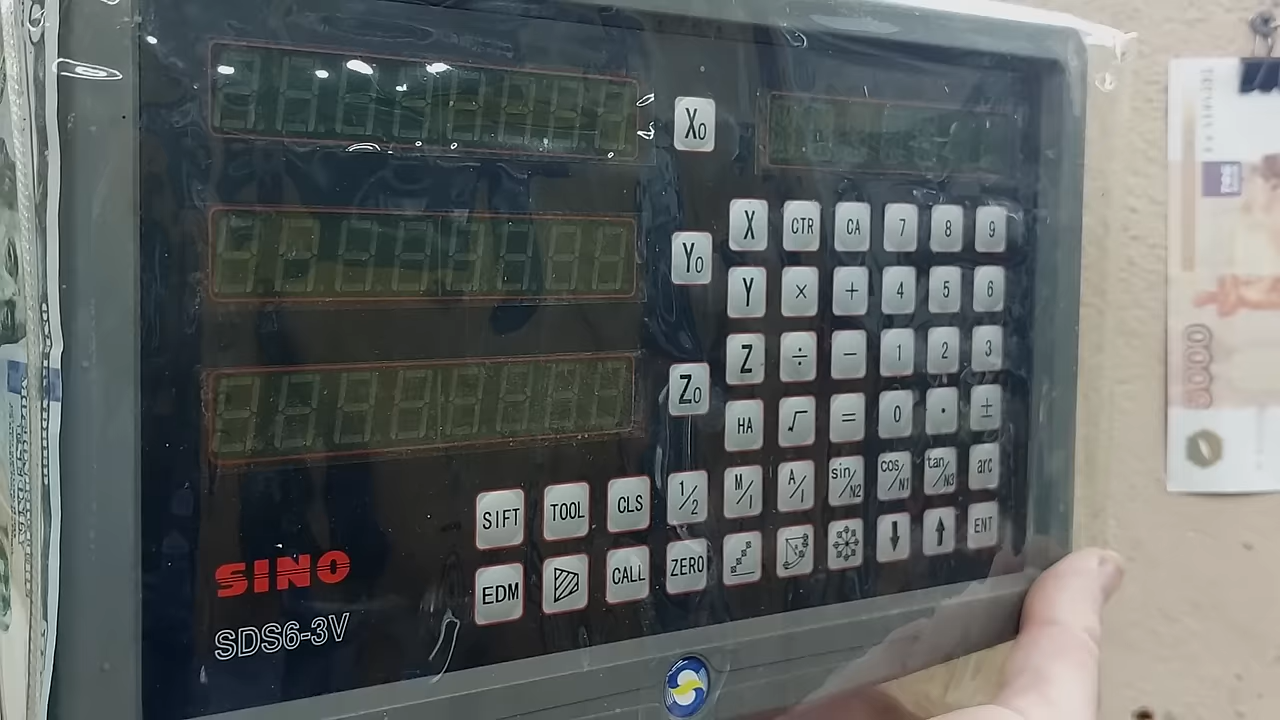 X0
Y0
Z0
X CTR CA 7 8 9
Y × + 4 5 6
Z ÷ − 1 2 3
HA √ = 0 · ±
SIFT TOOL CLS 1/2 M/I A/I sin/N2 cos/N1 tan/N3 arc
EDM CALL ZERO ENT
SINO
SDS6-3V